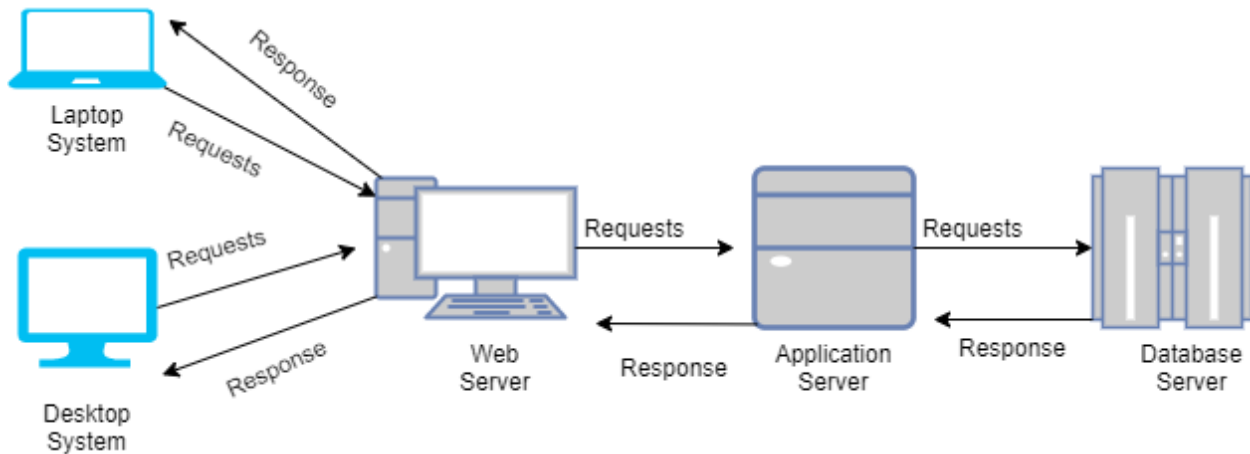 Response
Laptop
System
Requests
Requests
Response
Desktop
System
Web
Server
Requests
Response
Application
Server
Requests
Response
Database
Server